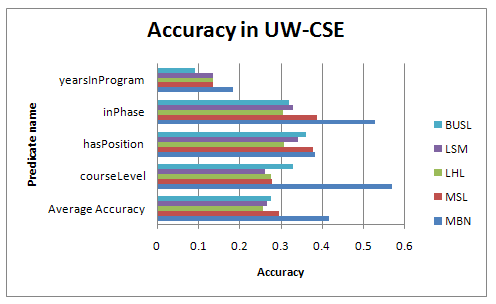 Accuracy in UW-CSE
Predicate name
yearsInProgram
inPhase
hasPosition
courseLevel
Average Accuracy
0 0.1 0.2 0.3 0.4 0.5 0.6
Accuracy
BUSL
LSM
LHL
MSL
MBN